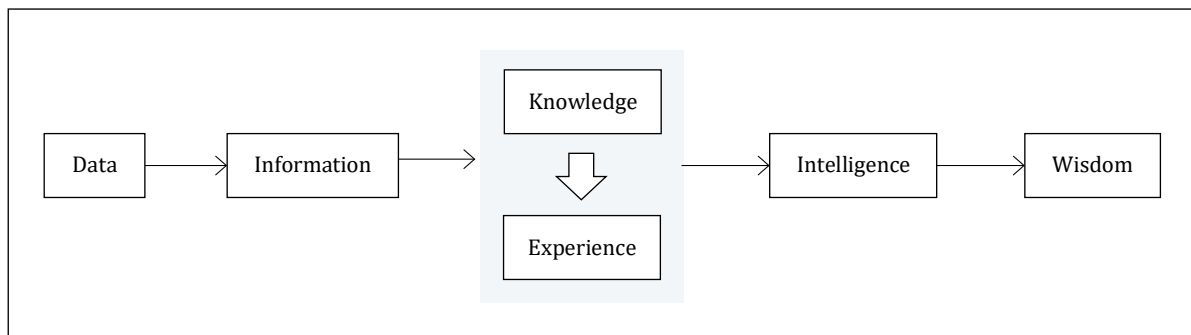 Data
Information
Knowledge
Experience
Intelligence
Wisdom